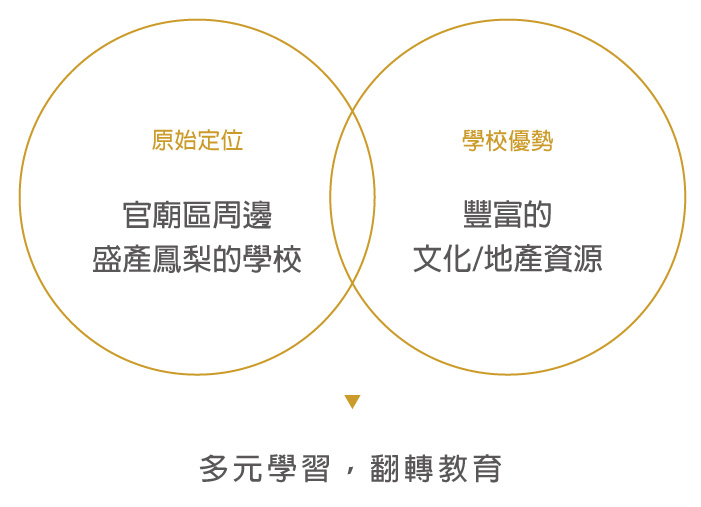 原始定位
官廟區周邊
盛產鳳梨的學校
學校優勢
豐富的
文化/地產資源
多元學習，翻轉教育